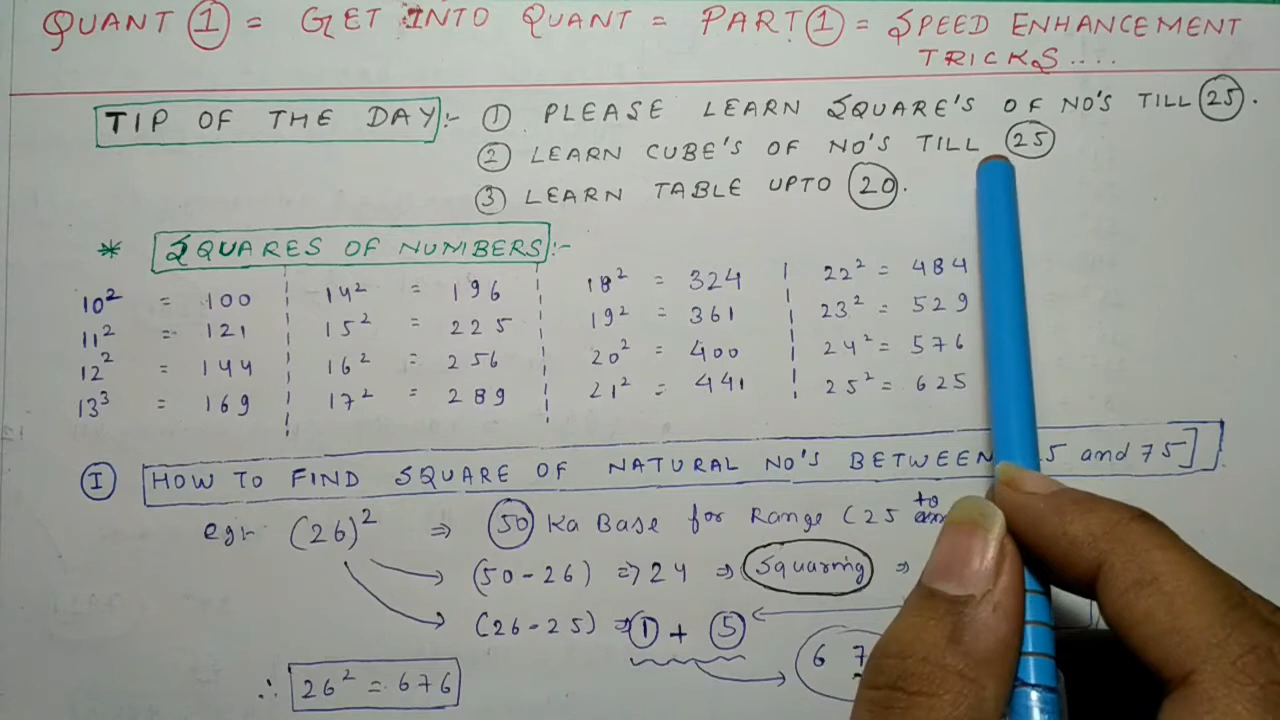 QUANT ① = GET INTO QUANT = PART ① = SPEED ENHANCEMENT
TRICKS....
TIP OF THE DAY :- ① PLEASE LEARN SQUARE'S OF NO'S TILL 25.
② LEARN CUBE'S OF NO'S TILL 25
③ LEARN TABLE UPTO 20.
* SQUARES OF NUMBERS :-
10² = 100 14² = 196 18² = 324 22² = 484
11² = 121 15² = 225 19² = 361 23² = 529
12² = 144 16² = 256 20² = 400 24² = 576
13³ = 169 17² = 289 21² = 441 25² = 625
I HOW TO FIND SQUARE OF NATURAL NO'S BETWEEN 5 and 75]
eg:- (26)² ⇒ 50 Ka Base for Range (25 to
(50-26) ⇒ 24 ⇒ Squaring ⇒
(26-25) ⇒ ① + ⑤
6 7
∴ 26² = 676